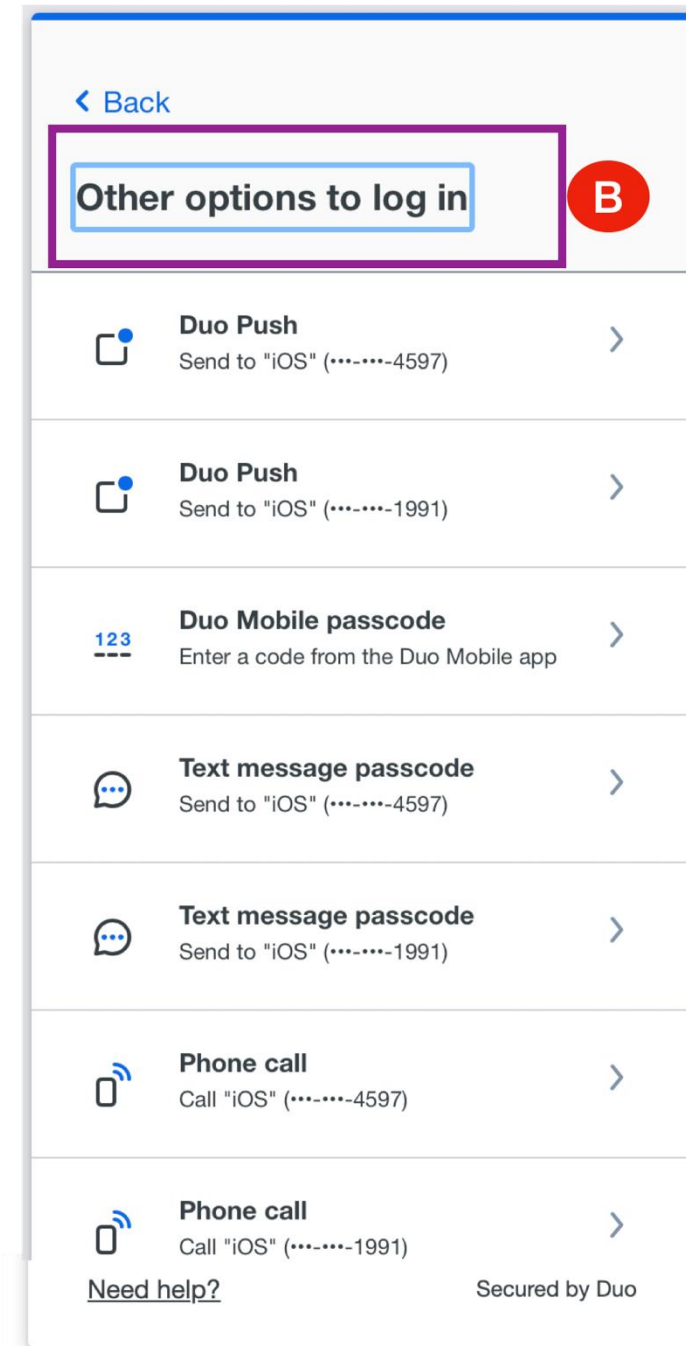 Back
Other options to log in
B
Duo Push
Send to "iOS" (•••-•••-4597)
Duo Push
Send to "iOS" (•••-•••-1991)
123
Duo Mobile passcode
Enter a code from the Duo Mobile app
Text message passcode
Send to "iOS" (•••-•••-4597)
Text message passcode
Send to "iOS" (•••-•••-1991)
Phone call
Call "iOS" (•••-•••-4597)
Phone call
Call "iOS" (•••-•••-1991)
Need help? Secured by Duo